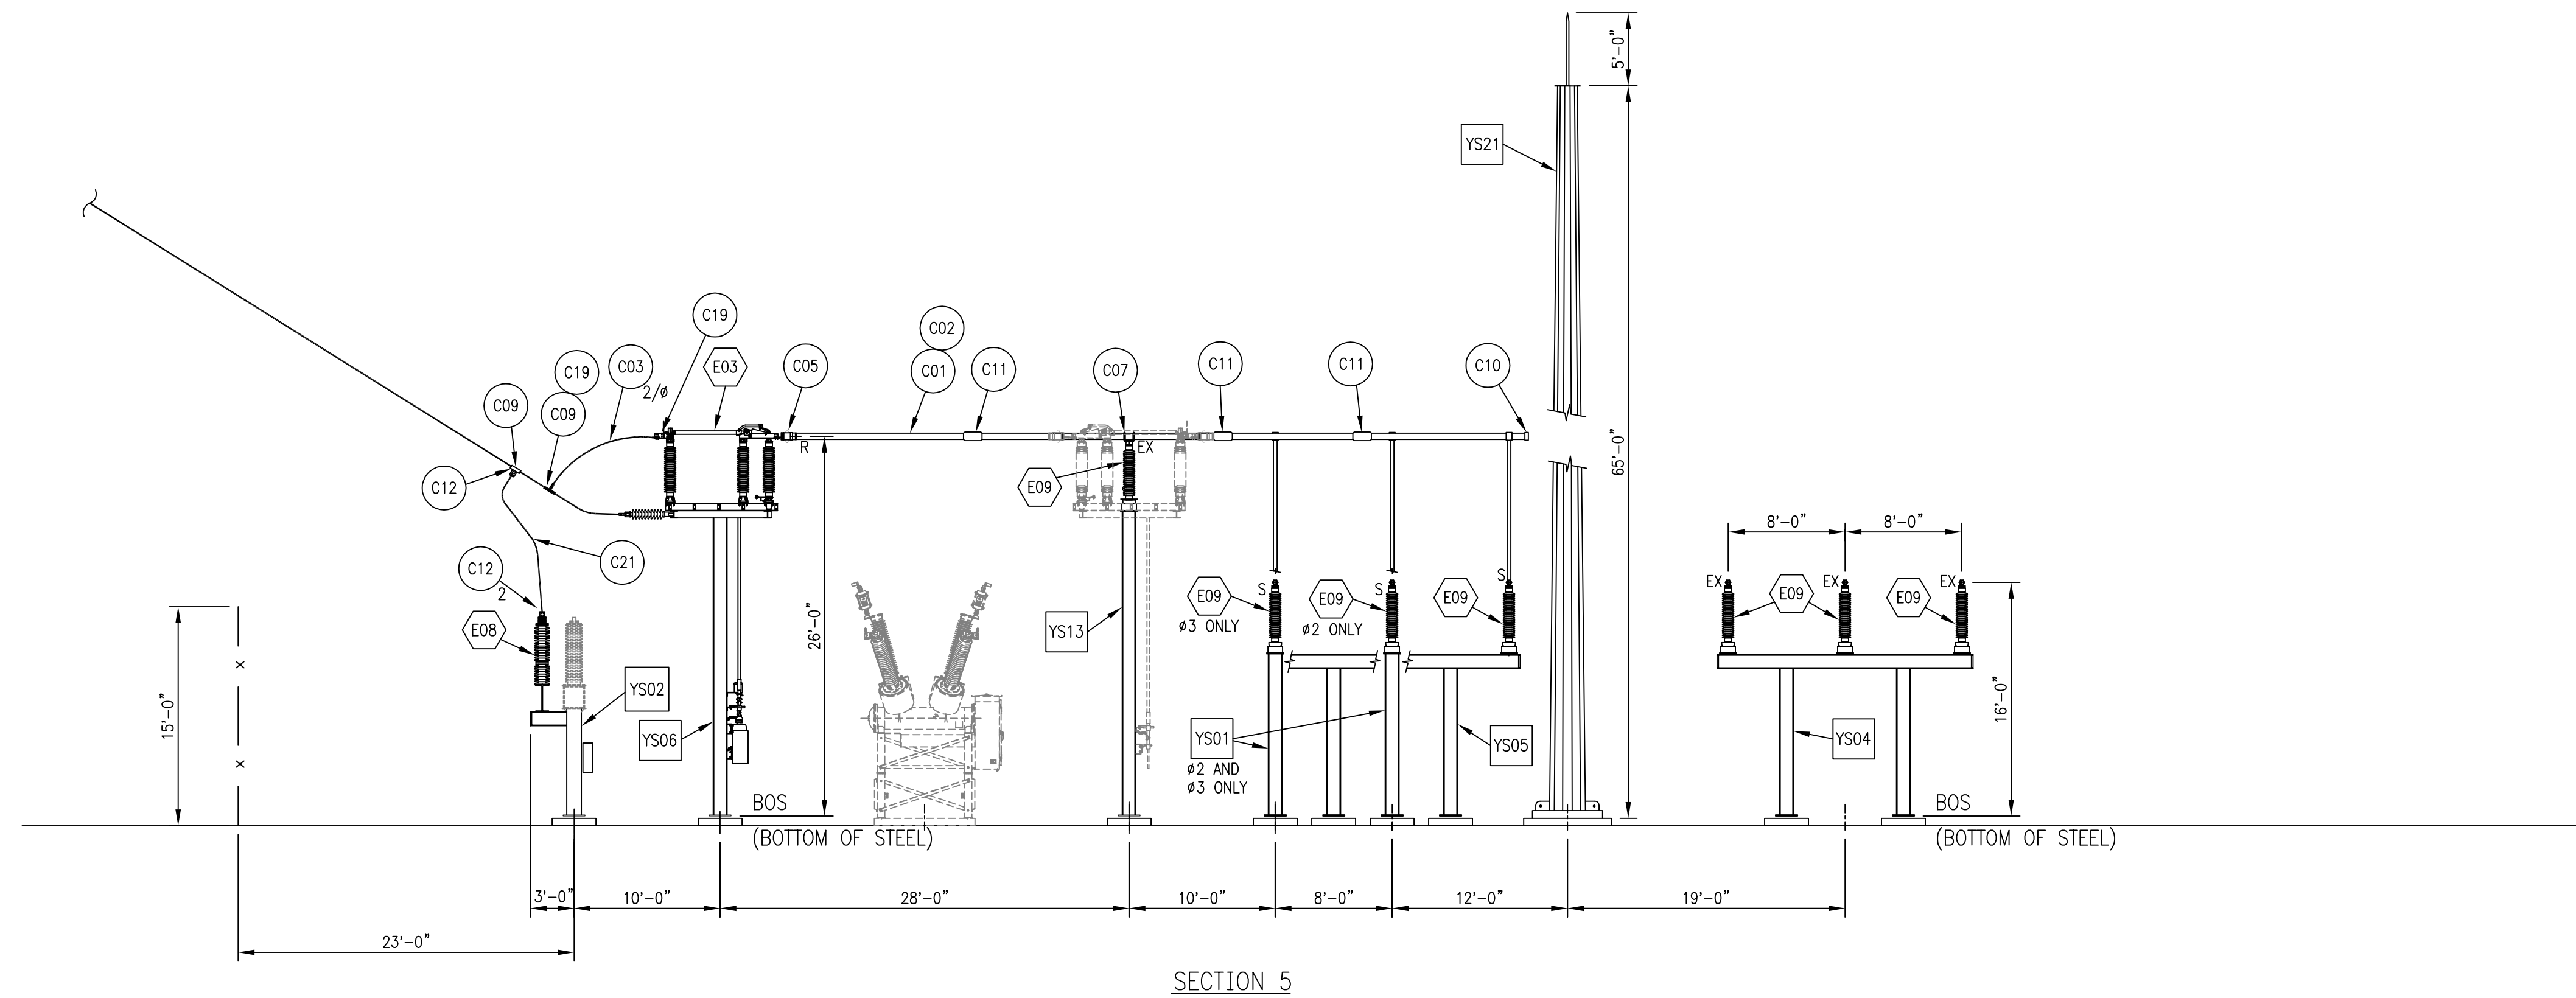 5'-0"
YS21
65'-0"
C19
C02
C19
C03
2/ø
E03
C05
C01
C11
C07
C11
C11
C10
C09
C09
R
EX
C12
E09
8'-0"
8'-0"
C21
C12
2
E08
15'-0"
x
x
YS02
YS06
26'-0"
YS13
S
E09
ø3 ONLY
S
E09
ø2 ONLY
S
E09
EX
E09
EX
E09
EX
YS01
ø2 AND
ø3 ONLY
YS05
YS04
16'-0"
BOS
(BOTTOM OF STEEL)
BOS
(BOTTOM OF STEEL)
3'-0"
10'-0"
28'-0"
10'-0"
8'-0"
12'-0"
19'-0"
23'-0"
SECTION 5